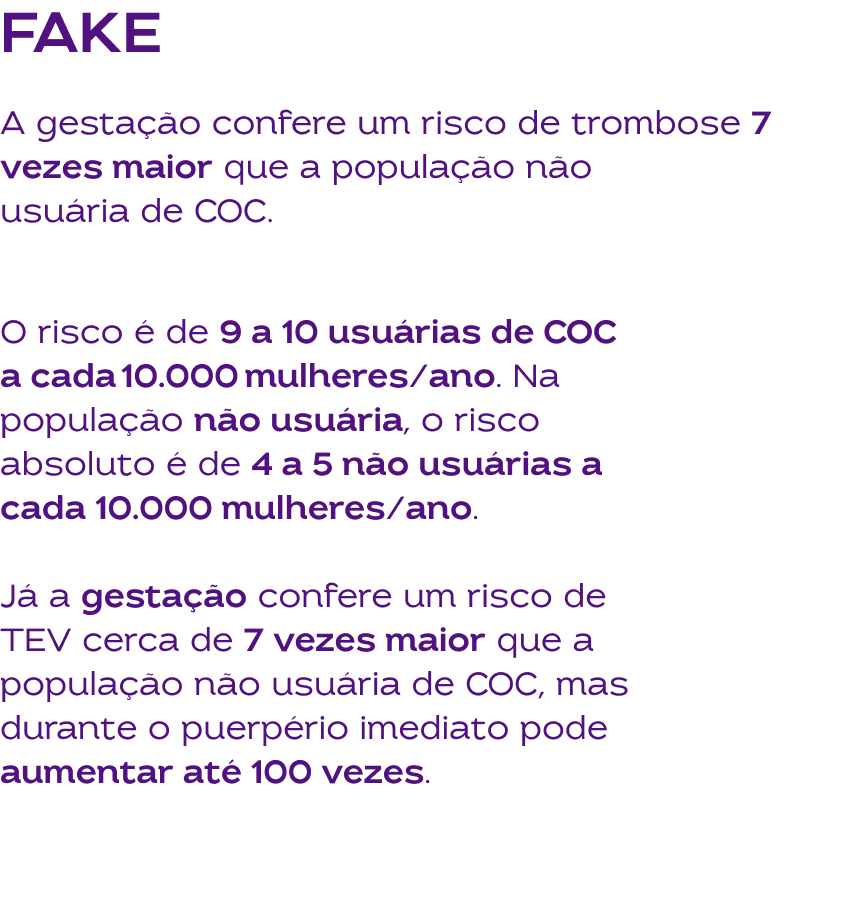 FAKE
A gestação confere um risco de trombose 7
vezes maior que a população não
usuária de COC.
O risco é de 9 a 10 usuárias de COC
a cada 10.000 mulheres/ano. Na
população não usuária, o risco
absoluto é de 4 a 5 não usuárias a
cada 10.000 mulheres/ano.
Já a gestação confere um risco de
TEV cerca de 7 vezes maior que a
população não usuária de COC, mas
durante o puerpério imediato pode
aumentar até 100 vezes.